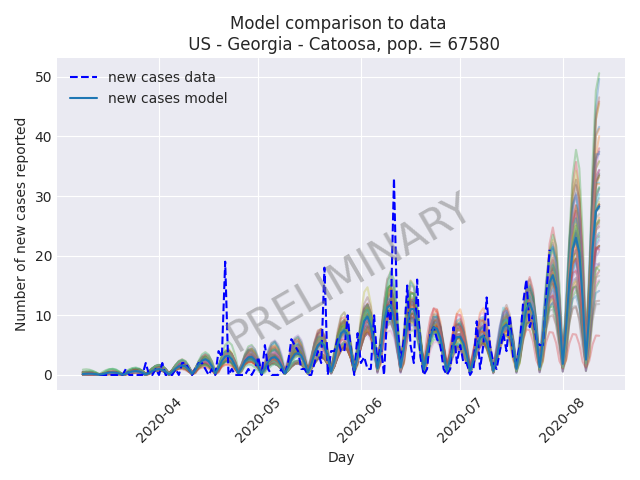 Model comparison to data
US - Georgia - Catoosa, pop. = 67580
new cases data
new cases model
Number of new cases reported
50
40
30
20
10
0
PRELIMINARY
2020-04
2020-05
2020-06
2020-07
2020-08
Day